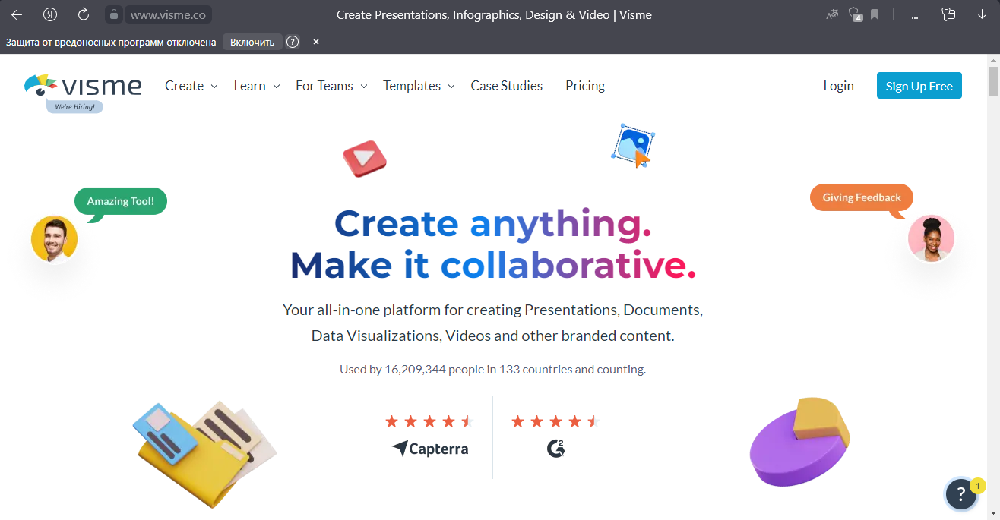 Я
www.visme.co
Create Presentations, Infographics, Design & Video | Visme
4
...
Защита от вредоносных программ отключена
Включить
?
visme
We're Hiring!
Create
Learn
For Teams
Templates
Case Studies
Pricing
Login
Sign Up Free
Amazing Tool!
Giving Feedback
Create anything.
Make it collaborative.
Your all-in-one platform for creating Presentations, Documents,
Data Visualizations, Videos and other branded content.
Used by 16,209,344 people in 133 countries and counting.
Capterra
G2
?
1